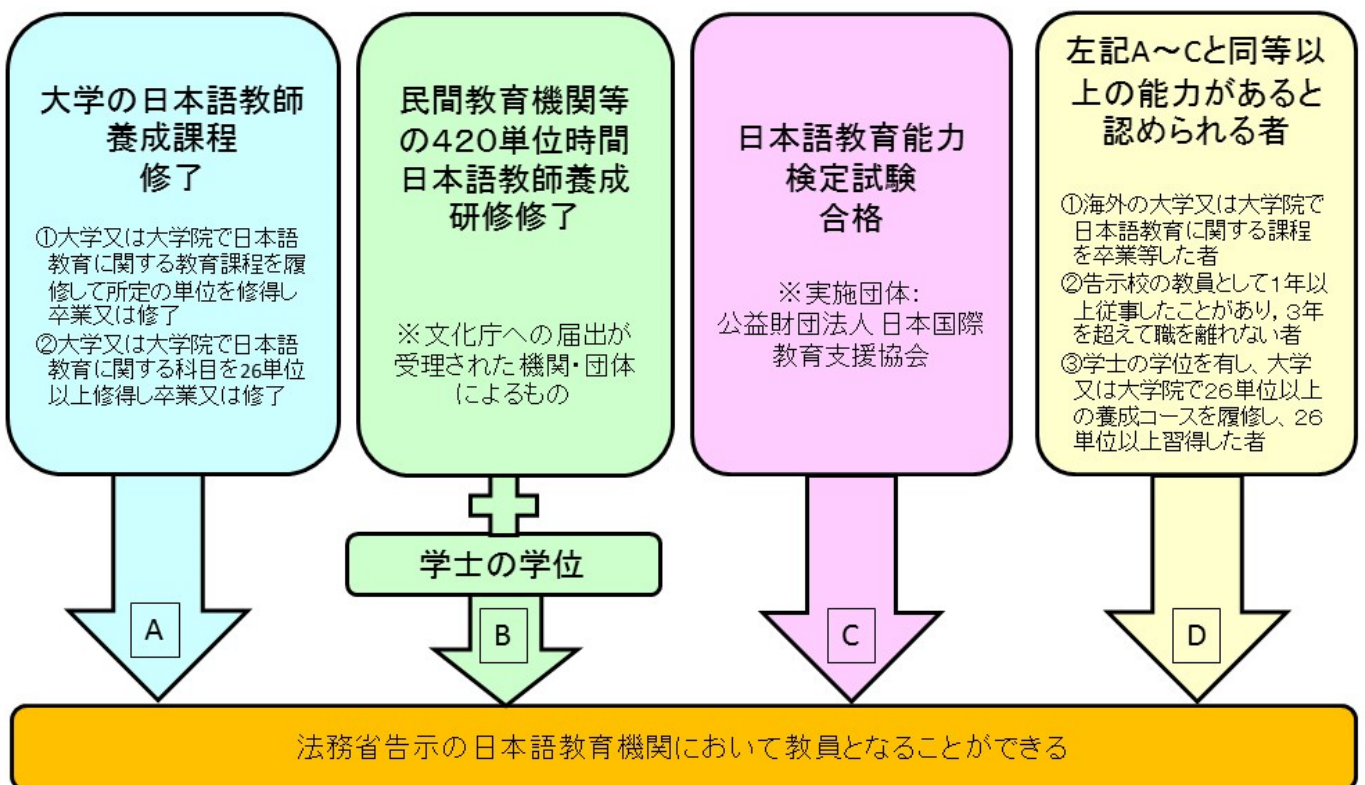 大学の日本語教師
養成課程
修了
①大学又は大学院で日本語
教育に関する教育課程を履
修して所定の単位を修得し
卒業又は修了
②大学又は大学院で日本語
教育に関する科目を26単位
以上修得し卒業又は修了
A
民間教育機関等
の420単位時間
日本語教師養成
研修修了
※文化庁への届出が
受理された機関・団体
によるもの
学士の学位
B
日本語教育能力
検定試験
合格
※実施団体:
公益財団法人 日本国際
教育支援協会
C
左記A~Cと同等以
上の能力があると
認められる者
①海外の大学又は大学院で
日本語教育に関する課程
を卒業等した者
②告示校の教員として1年以
上従事したことがあり,3年
を超えて職を離れない者
③学士の学位を有し、大学
又は大学院で26単位以上
の養成コースを履修し、26
単位以上習得した者
D
法務省告示の日本語教育機関において教員となることができる